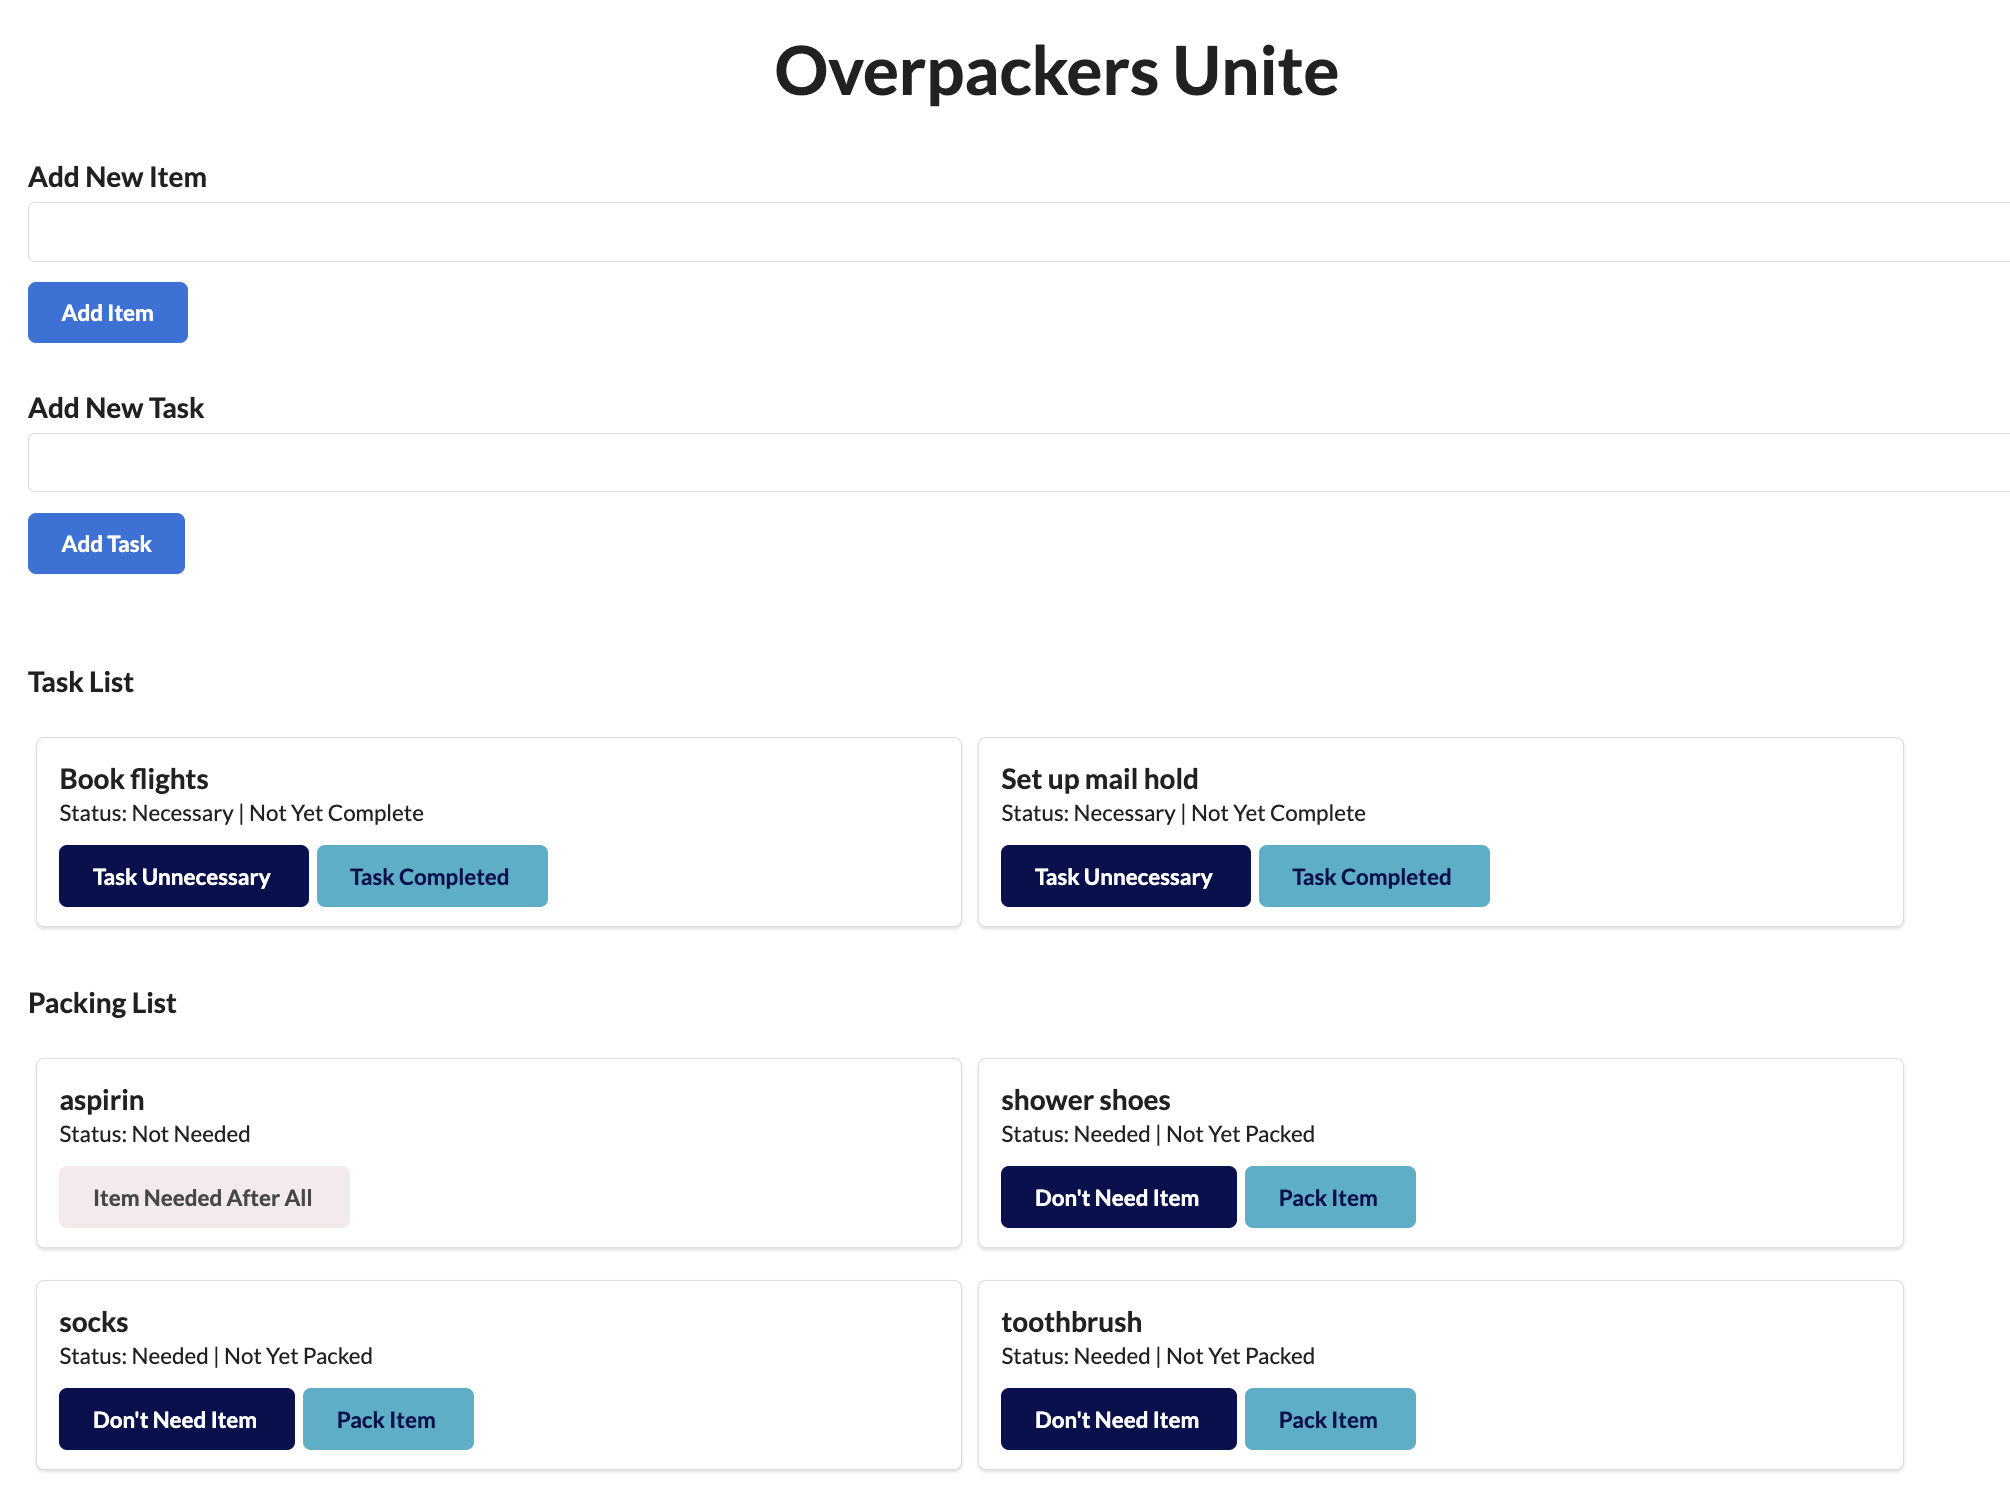 Overpackers Unite
Add New Item
Add Item
Add New Task
Add Task
Task List
Book flights
Status: Necessary | Not Yet Complete
Task Unnecessary
Task Completed
Set up mail hold
Status: Necessary | Not Yet Complete
Task Unnecessary
Task Completed
Packing List
aspirin
Status: Not Needed
Item Needed After All
shower shoes
Status: Needed | Not Yet Packed
Don't Need Item
Pack Item
socks
Status: Needed | Not Yet Packed
Don't Need Item
Pack Item
toothbrush
Status: Needed | Not Yet Packed
Don't Need Item
Pack Item